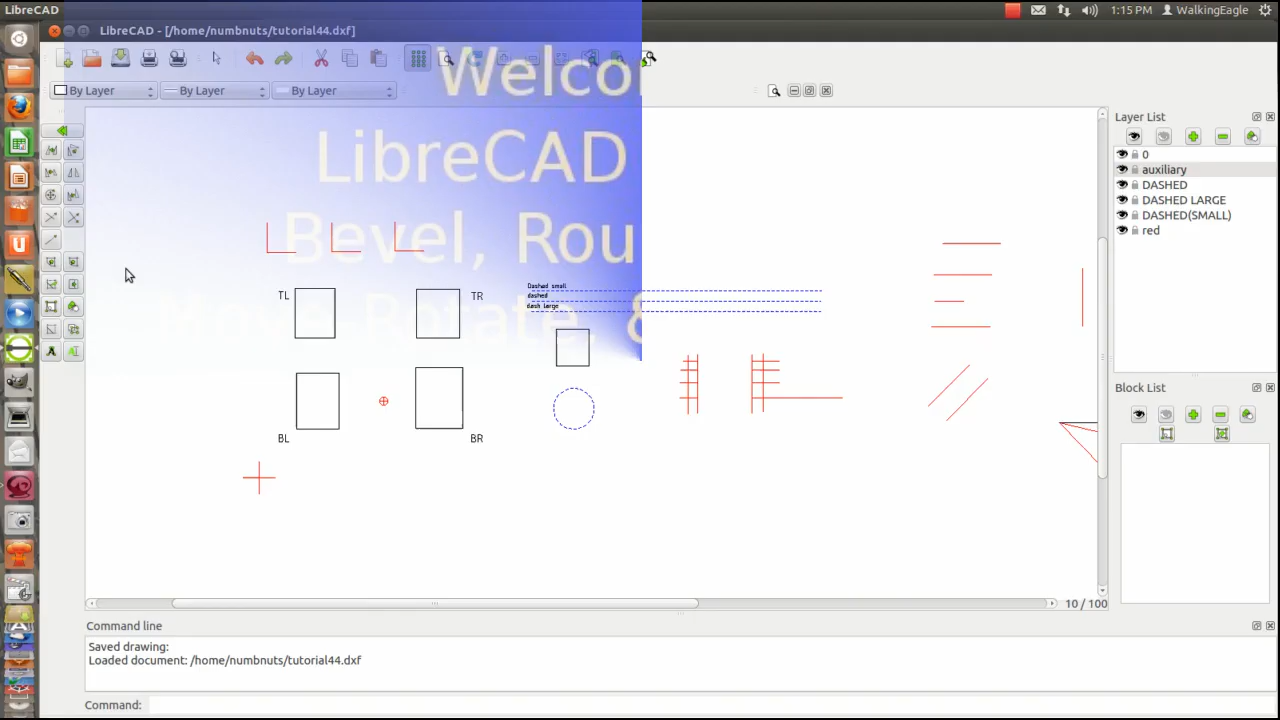 LibreCAD
1:15 PM
WalkingEagle
LibreCAD - [/home/numbnuts/tutorial44.dxf]
Welco
By Layer
By Layer
By Layer
LibreCAD
Bevel, Rou
Move Rotate, &
Layer List
0
auxiliary
DASHED
DASHED LARGE
DASHED(SMALL)
red
TL
TR
Dashed small
dashed
dash large
BL
BR
Block List
10 / 100
Command line
Saved drawing:
Loaded document: /home/numbnuts/tutorial44.dxf
Command: